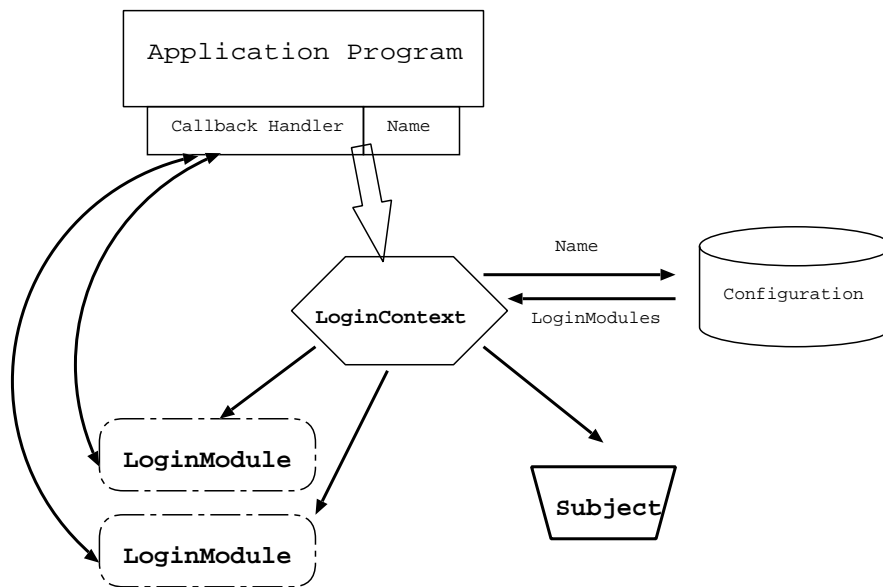 Application Program
Callback Handler
Name
Name
Configuration
LoginContext
LoginModules
LoginModule
Subject
LoginModule